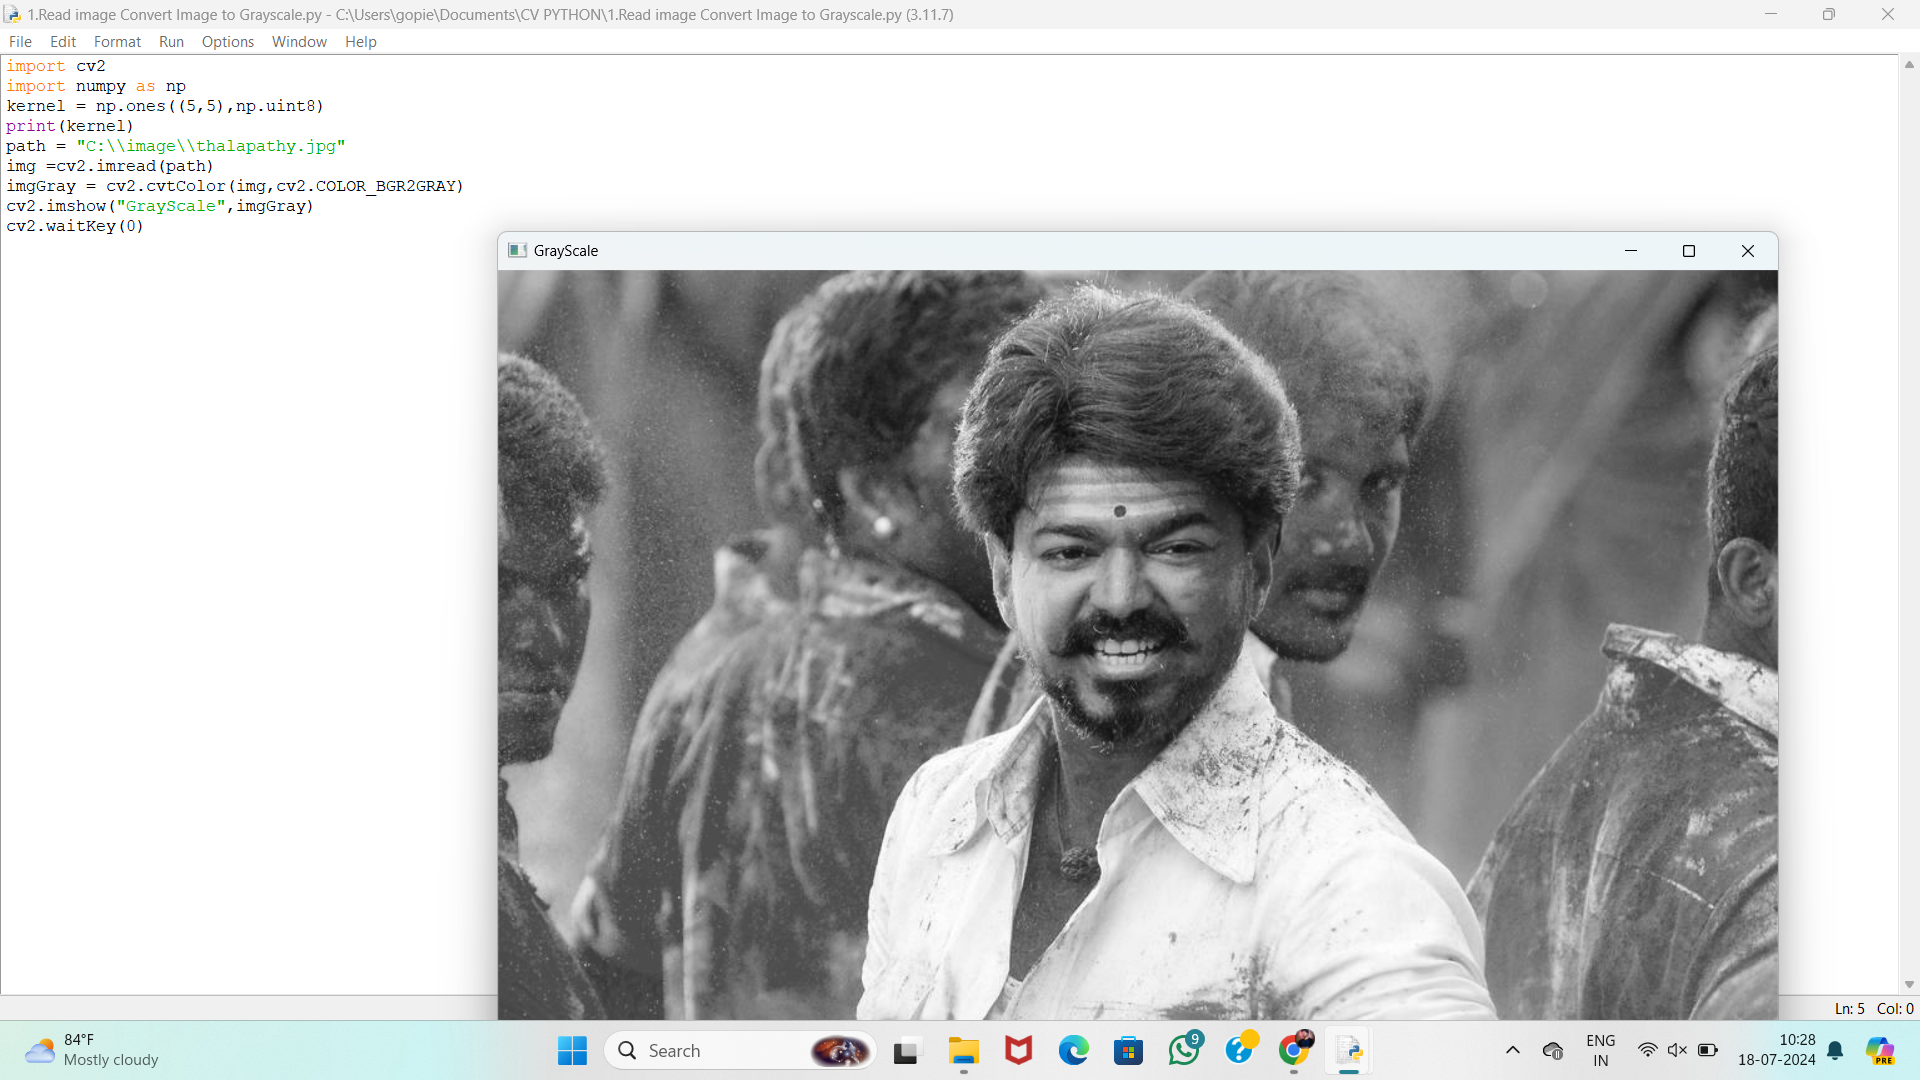 1.Read image Convert Image to Grayscale.py - C:\Users\gopie\Documents\CV PYTHON\1.Read image Convert Image to Grayscale.py (3.11.7)
File Edit Format Run Options Window Help
import cv2
import numpy as np
kernel = np.ones((5,5),np.uint8)
print(kernel)
path = "C:\\image\\thalapathy.jpg"
img =cv2.imread(path)
imgGray = cv2.cvtColor(img,cv2.COLOR_BGR2GRAY)
cv2.imshow("GrayScale",imgGray)
cv2.waitKey(0)
GrayScale
Ln: 5 Col: 0
84°F
Mostly cloudy
Search
9
ENG
IN
10:28
18-07-2024
PRE